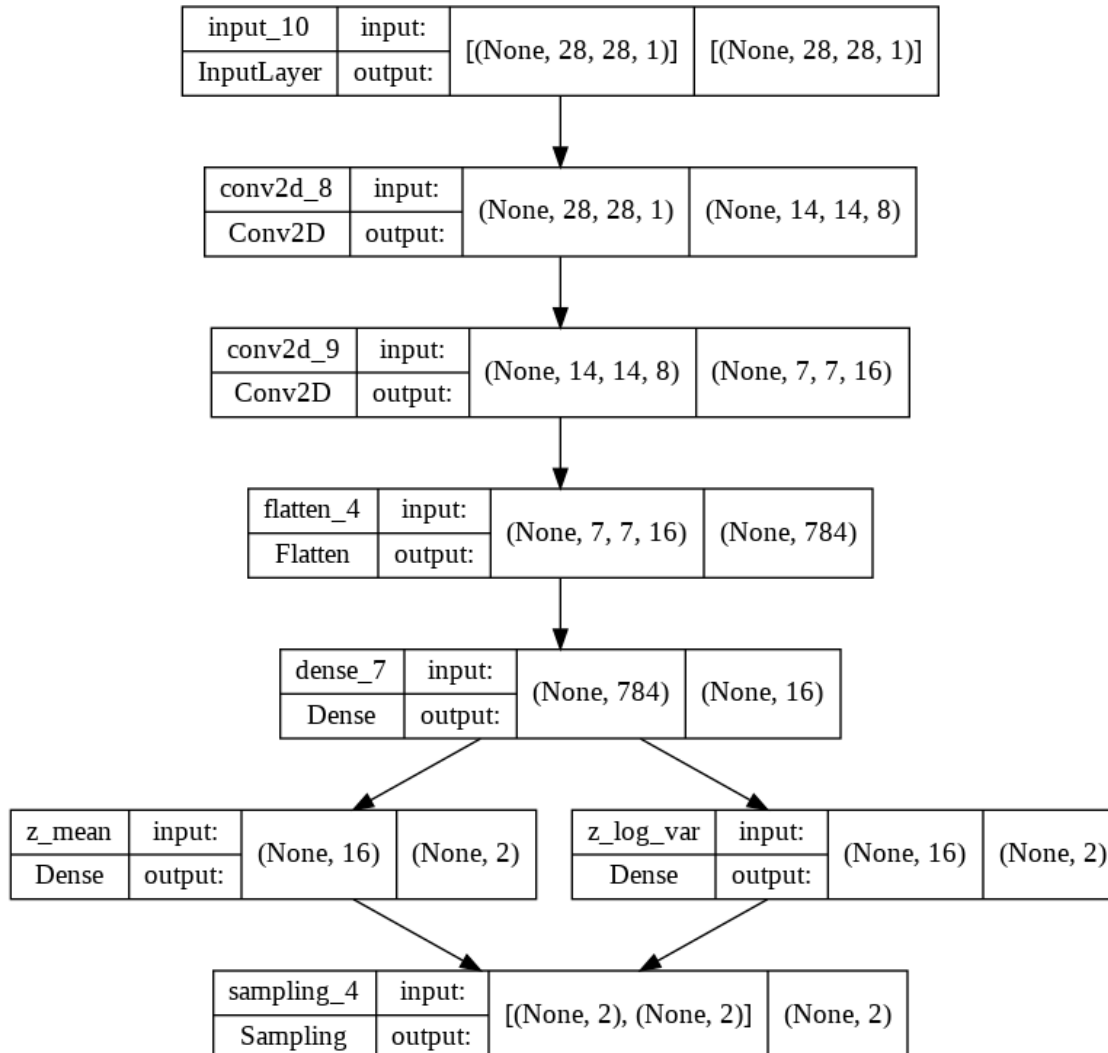 input_10 input: [(None, 28, 28, 1)] [(None, 28, 28, 1)]
InputLayer output:
conv2d_8 input: (None, 28, 28, 1) (None, 14, 14, 8)
Conv2D output:
conv2d_9 input: (None, 14, 14, 8) (None, 7, 7, 16)
Conv2D output:
flatten_4 input: (None, 7, 7, 16) (None, 784)
Flatten output:
dense_7 input: (None, 784) (None, 16)
Dense output:
z_mean input: (None, 16) (None, 2)
Dense output:
z_log_var input: (None, 16) (None, 2)
Dense output:
sampling_4 input: [(None, 2), (None, 2)] (None, 2)
Sampling output: